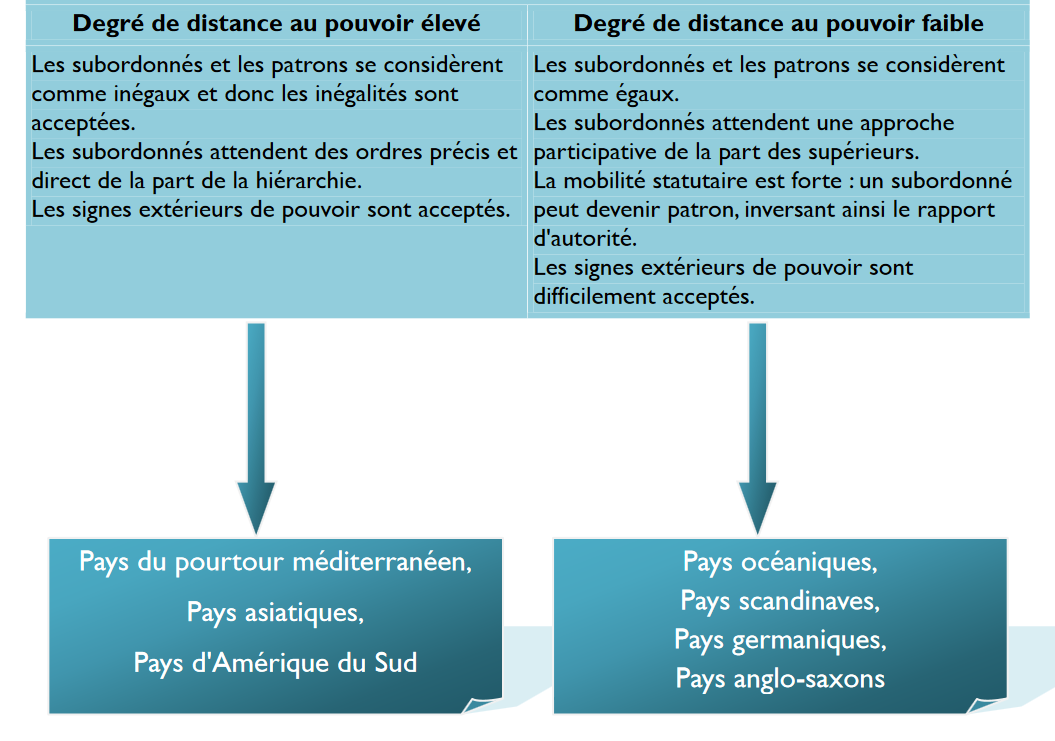 Degré de distance au pouvoir élevé
Les subordonnés et les patrons se considèrent
comme inégaux et donc les inégalités sont
acceptées.
Les subordonnés attendent des ordres précis et
direct de la part de la hiérarchie.
Les signes extérieurs de pouvoir sont acceptés.
Degré de distance au pouvoir faible
Les subordonnés et les patrons se considèrent
comme égaux.
Les subordonnés attendent une approche
participative de la part des supérieurs.
La mobilité statutaire est forte : un subordonné
peut devenir patron, inversant ainsi le rapport
d'autorité.
Les signes extérieurs de pouvoir sont
difficilement acceptés.
Pays du pourtour méditerranéen,
Pays asiatiques,
Pays d'Amérique du Sud
Pays océaniques,
Pays scandinaves,
Pays germaniques,
Pays anglo-saxons